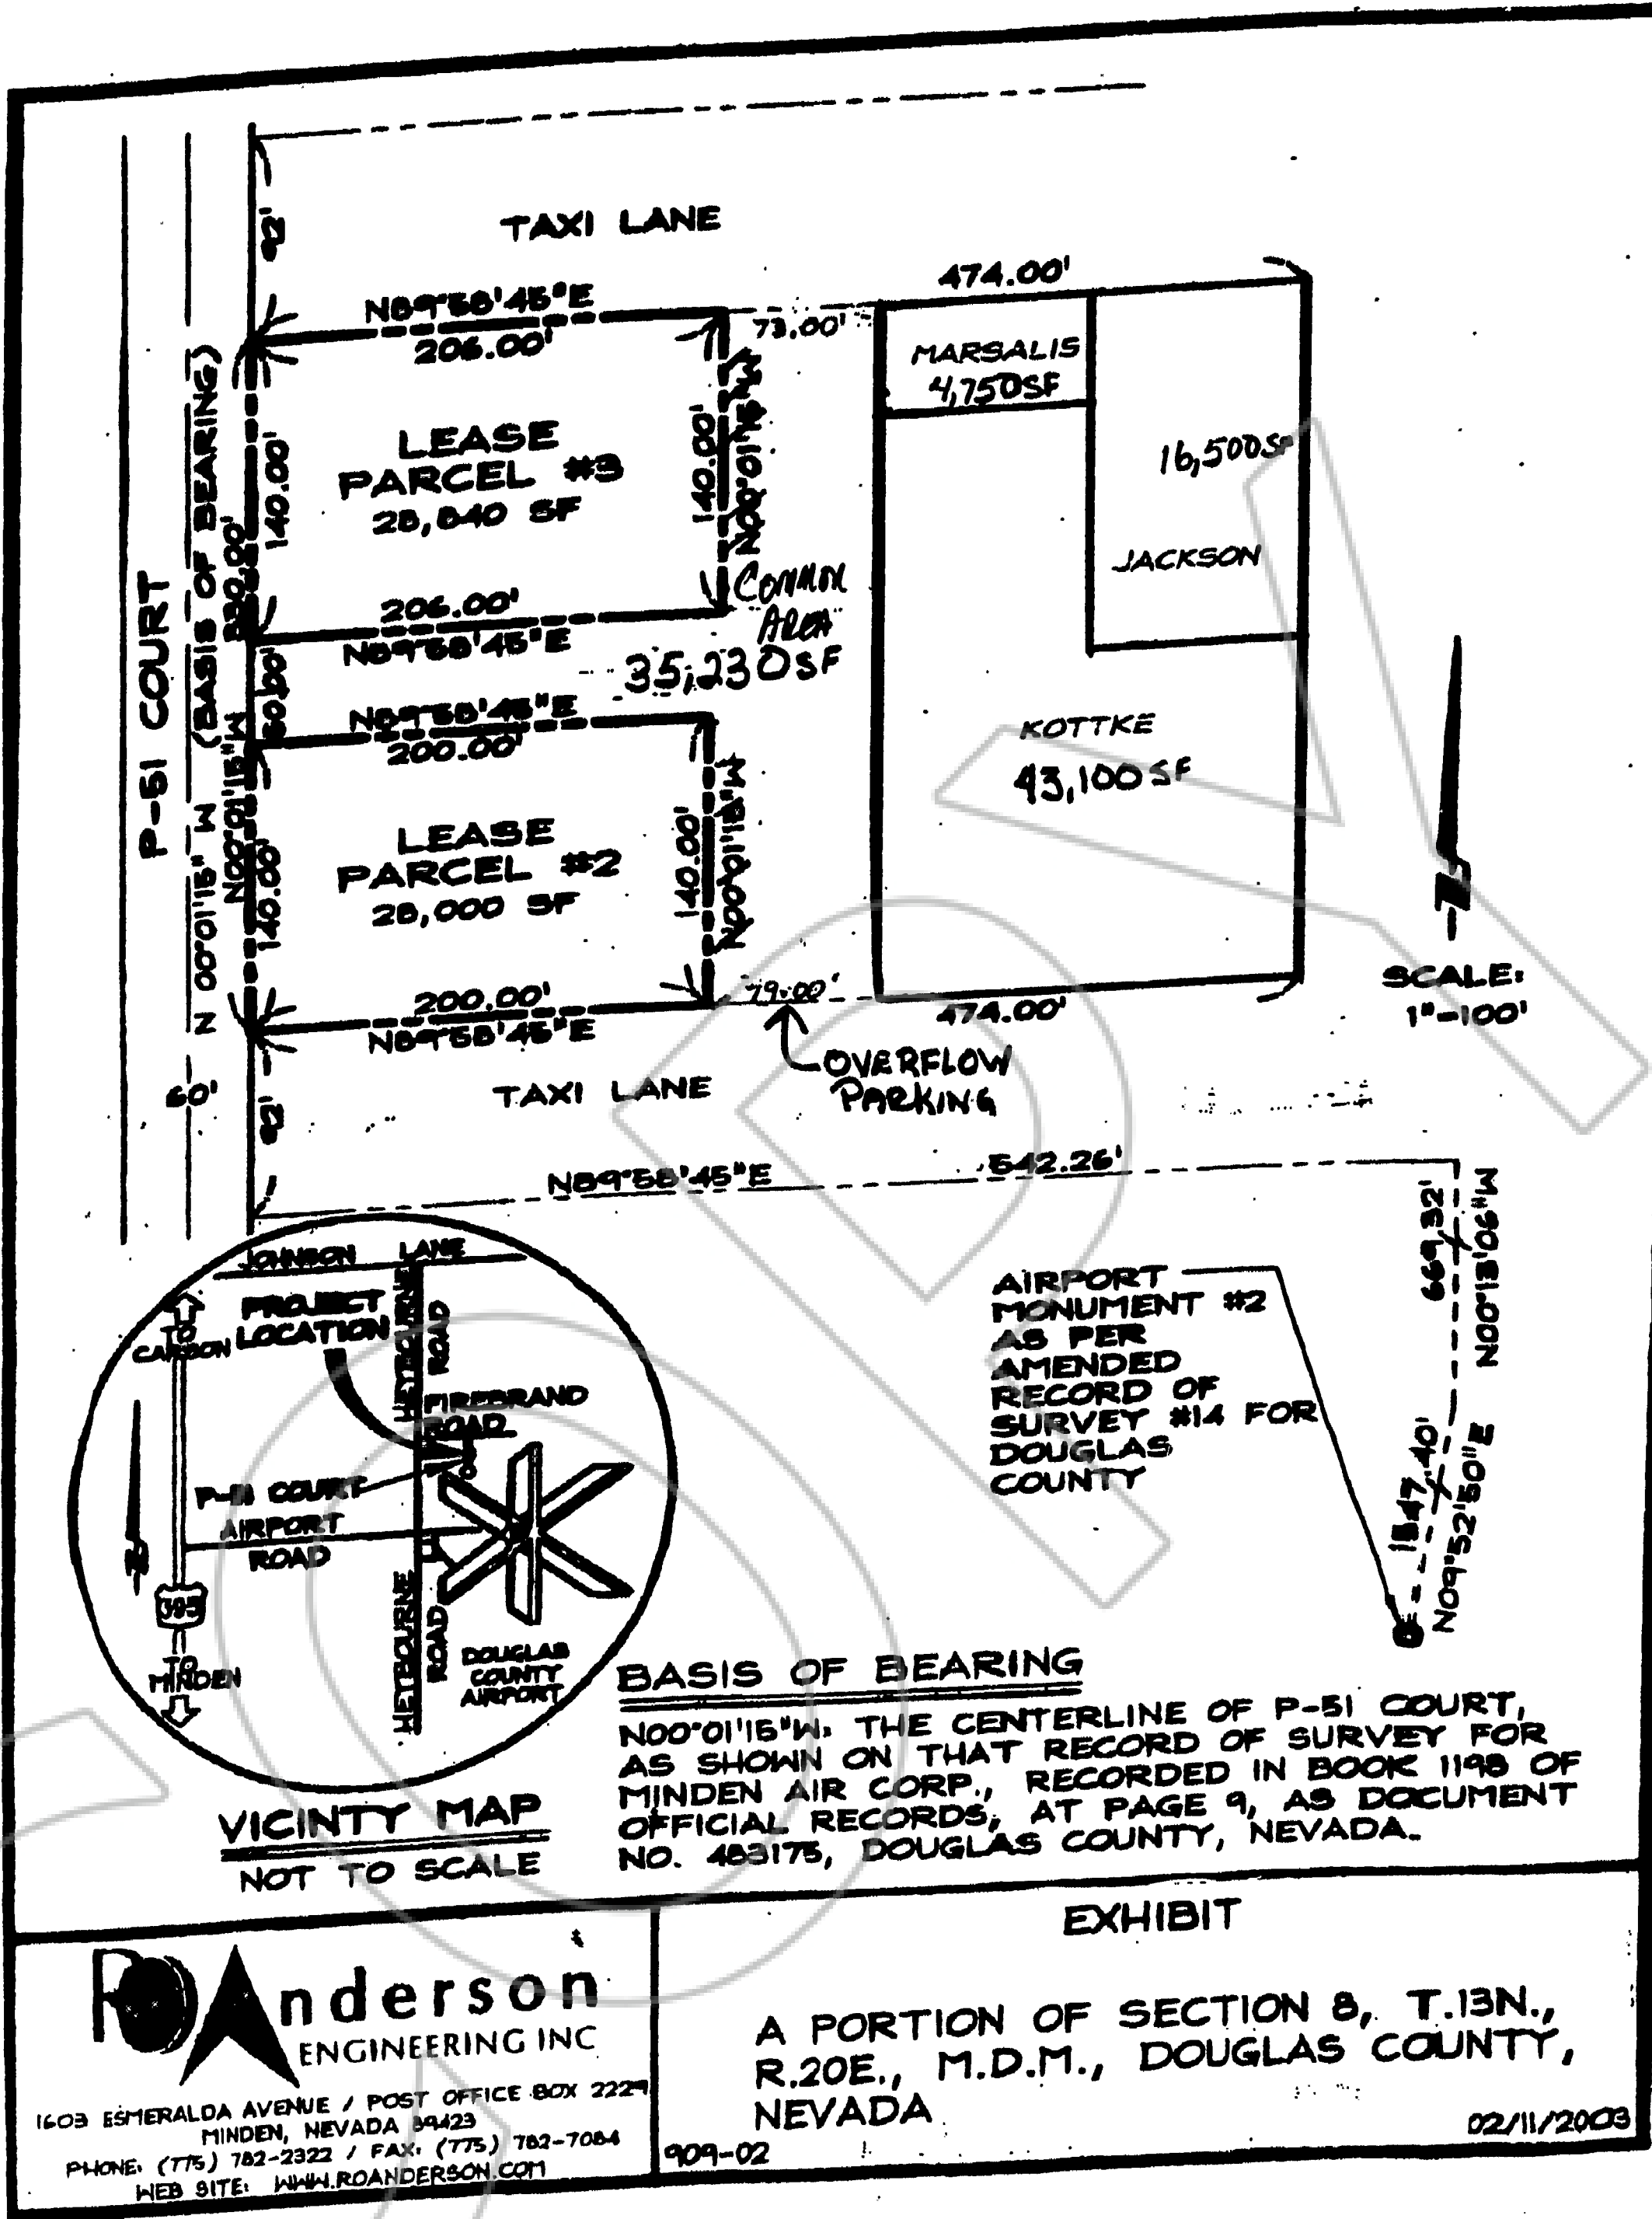 TAXI LANE
92'
474.00'
N89°58'45"E
206.00'
73.00'
MARSALIS
4,750SF
LEASE
PARCEL #3
28,840 SF
140.00'
140.00'
N00°01'15"W
16,500SF
JACKSON
COMMON
AREA
35,230SF
206.00'
N89°58'45"E
P-51 COURT
N 00°01'15" W (BASIS OF BEARING)
N00°01'15"W
60.00'
N89°58'45"E
200.00'
KOTTKE
43,100SF
LEASE
PARCEL #2
28,000 SF
140.00'
140.00'
N00°01'15"W
200.00'
N89°58'45"E
79.00'
474.00'
OVERFLOW
PARKING
SCALE:
1"=100'
60'
92'
TAXI LANE
N89°58'45"E
542.26'
669.32'
N00°13'06"W
1547.40'
N09°52'50"E
AIRPORT
MONUMENT #2
AS PER
AMENDED
RECORD OF
SURVEY #14 FOR
DOUGLAS
COUNTY
JOHNSON LANE
PROJECT
LOCATION
TO
CARSON
HEYBOURNE
ROAD
FIREBRAND
ROAD
P-51 COURT
AIRPORT
ROAD
395
TO
MINDEN
HEYBOURNE
ROAD
DOUGLAS
COUNTY
AIRPORT
VICINTY MAP
NOT TO SCALE
BASIS OF BEARING
N00°01'15"W. THE CENTERLINE OF P-51 COURT,
AS SHOWN ON THAT RECORD OF SURVEY FOR
MINDEN AIR CORP., RECORDED IN BOOK 1198 OF
OFFICIAL RECORDS, AT PAGE 9, AS DOCUMENT
NO. 483175, DOUGLAS COUNTY, NEVADA.
ROAnderson
ENGINEERING INC
1603 ESMERALDA AVENUE / POST OFFICE BOX 2229
MINDEN, NEVADA 89423
PHONE: (775) 782-2322 / FAX: (775) 782-7084
WEB SITE: WWW.ROANDERSON.COM
EXHIBIT
A PORTION OF SECTION 8, T.13N.,
R.20E., M.D.M., DOUGLAS COUNTY,
NEVADA
909-02
02/11/2003
COPY